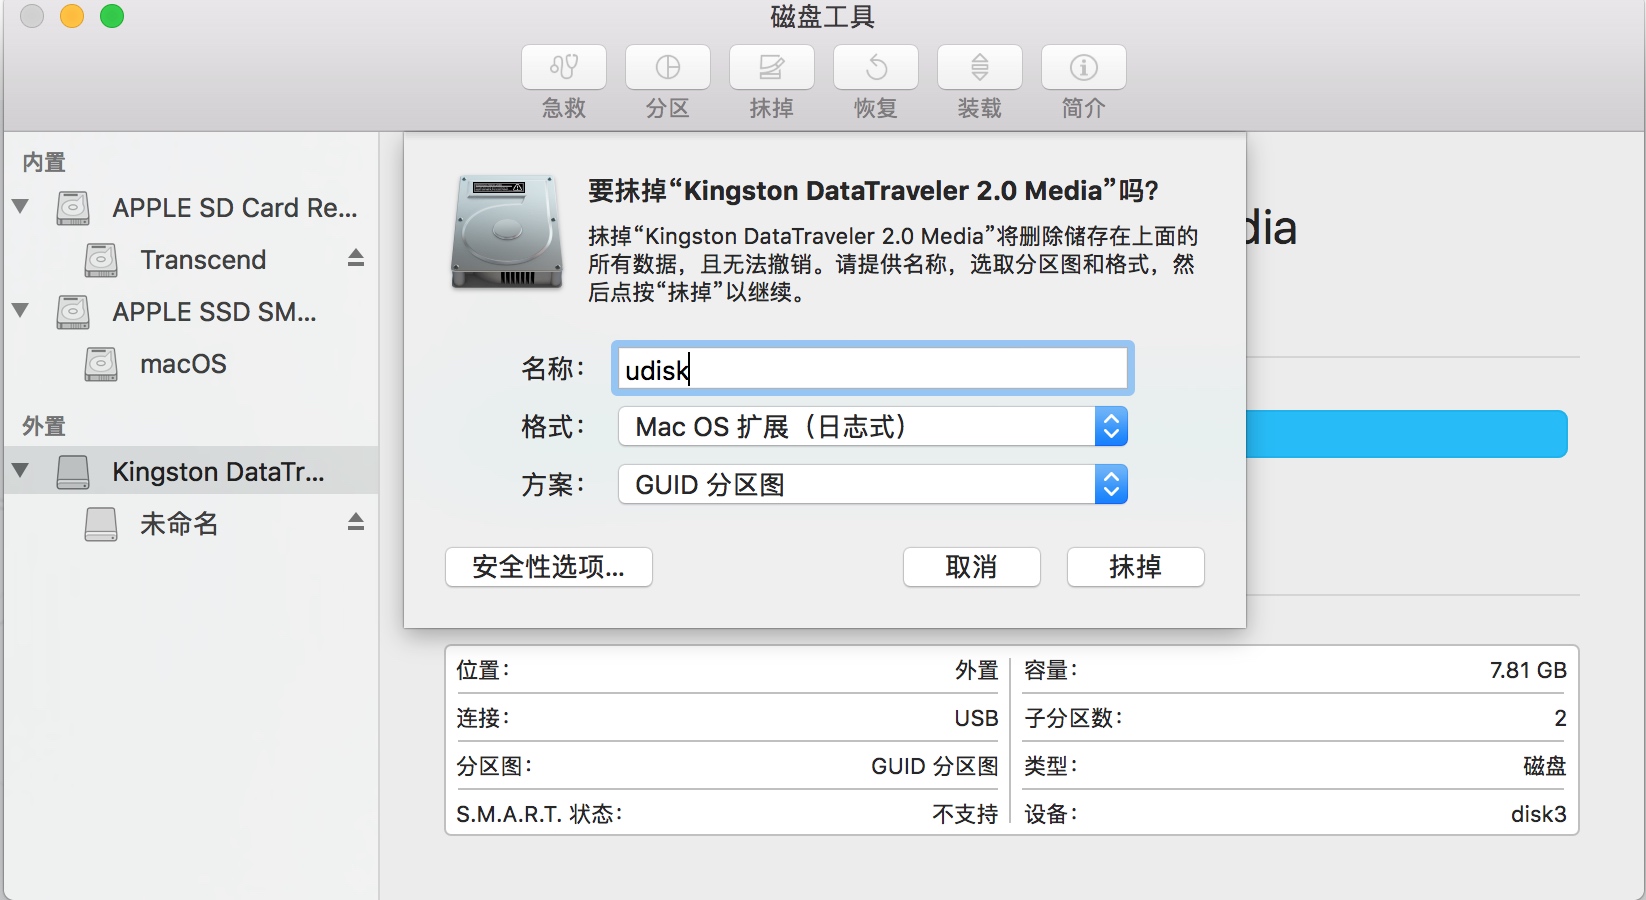 磁盘工具
急救
分区
抹掉
恢复
装载
简介
内置
APPLE SD Card Re...
Transcend
APPLE SSD SM...
macOS
外置
Kingston DataTr...
未命名
要抹掉“Kingston DataTraveler 2.0 Media”吗?
抹掉“Kingston DataTraveler 2.0 Media”将删除储存在上面的
所有数据，且无法撤销。请提供名称，选取分区图和格式，然
后点按“抹掉”以继续。
名称： udisk
格式： Mac OS 扩展（日志式）
方案： GUID 分区图
安全性选项...
取消
抹掉
dia
位置： 外置
容量： 7.81 GB
连接： USB
子分区数： 2
分区图： GUID 分区图
类型： 磁盘
S.M.A.R.T. 状态： 不支持
设备： disk3